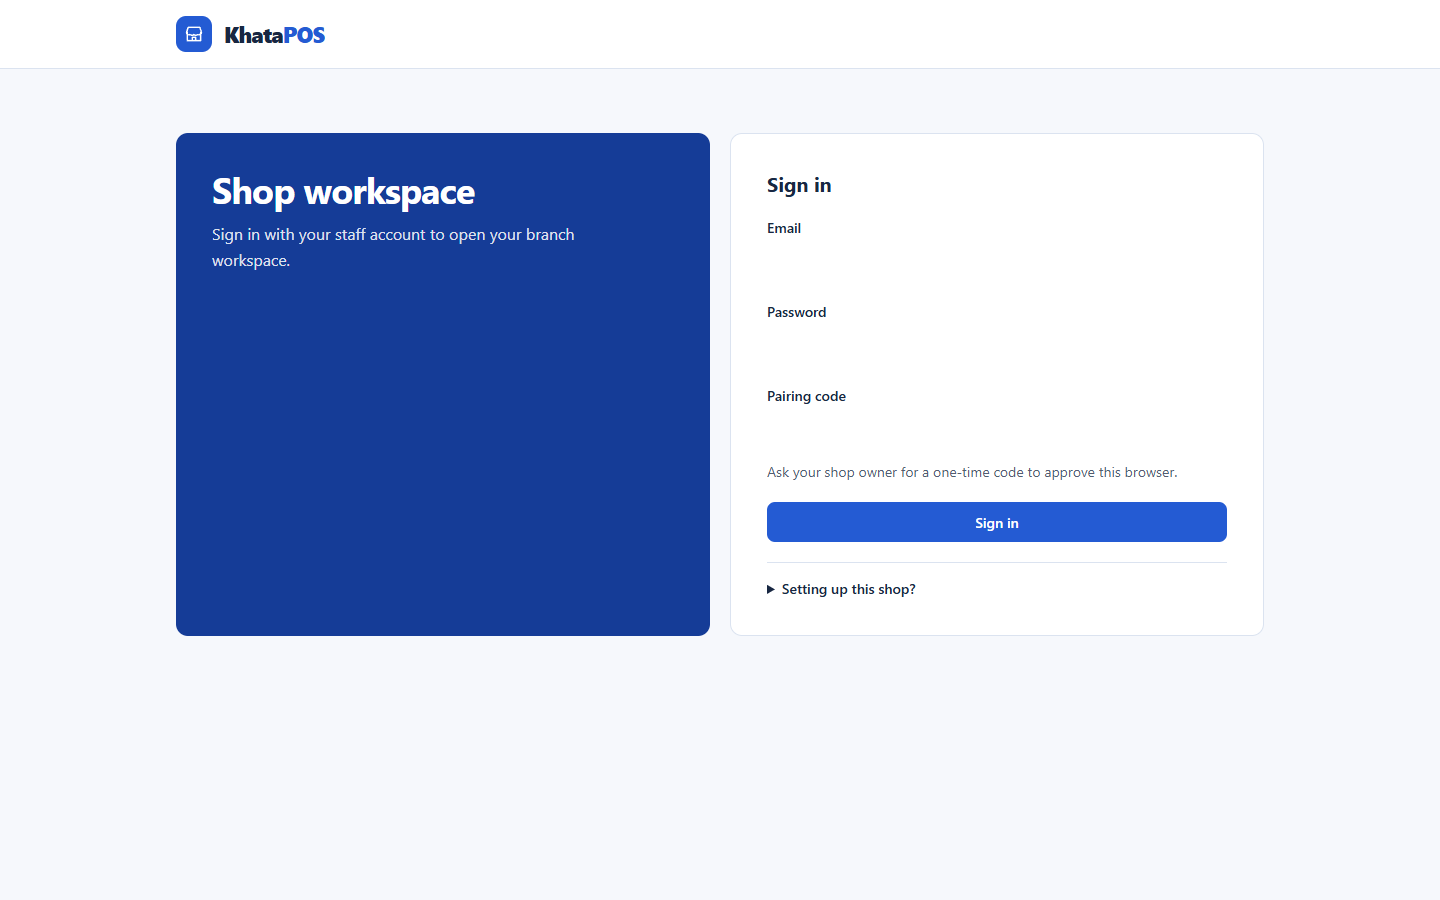 KhataPOS
Shop workspace
Sign in with your staff account to open your branch
workspace.
Sign in
Email
Password
Pairing code
Ask your shop owner for a one-time code to approve this browser.
Sign in
Setting up this shop?